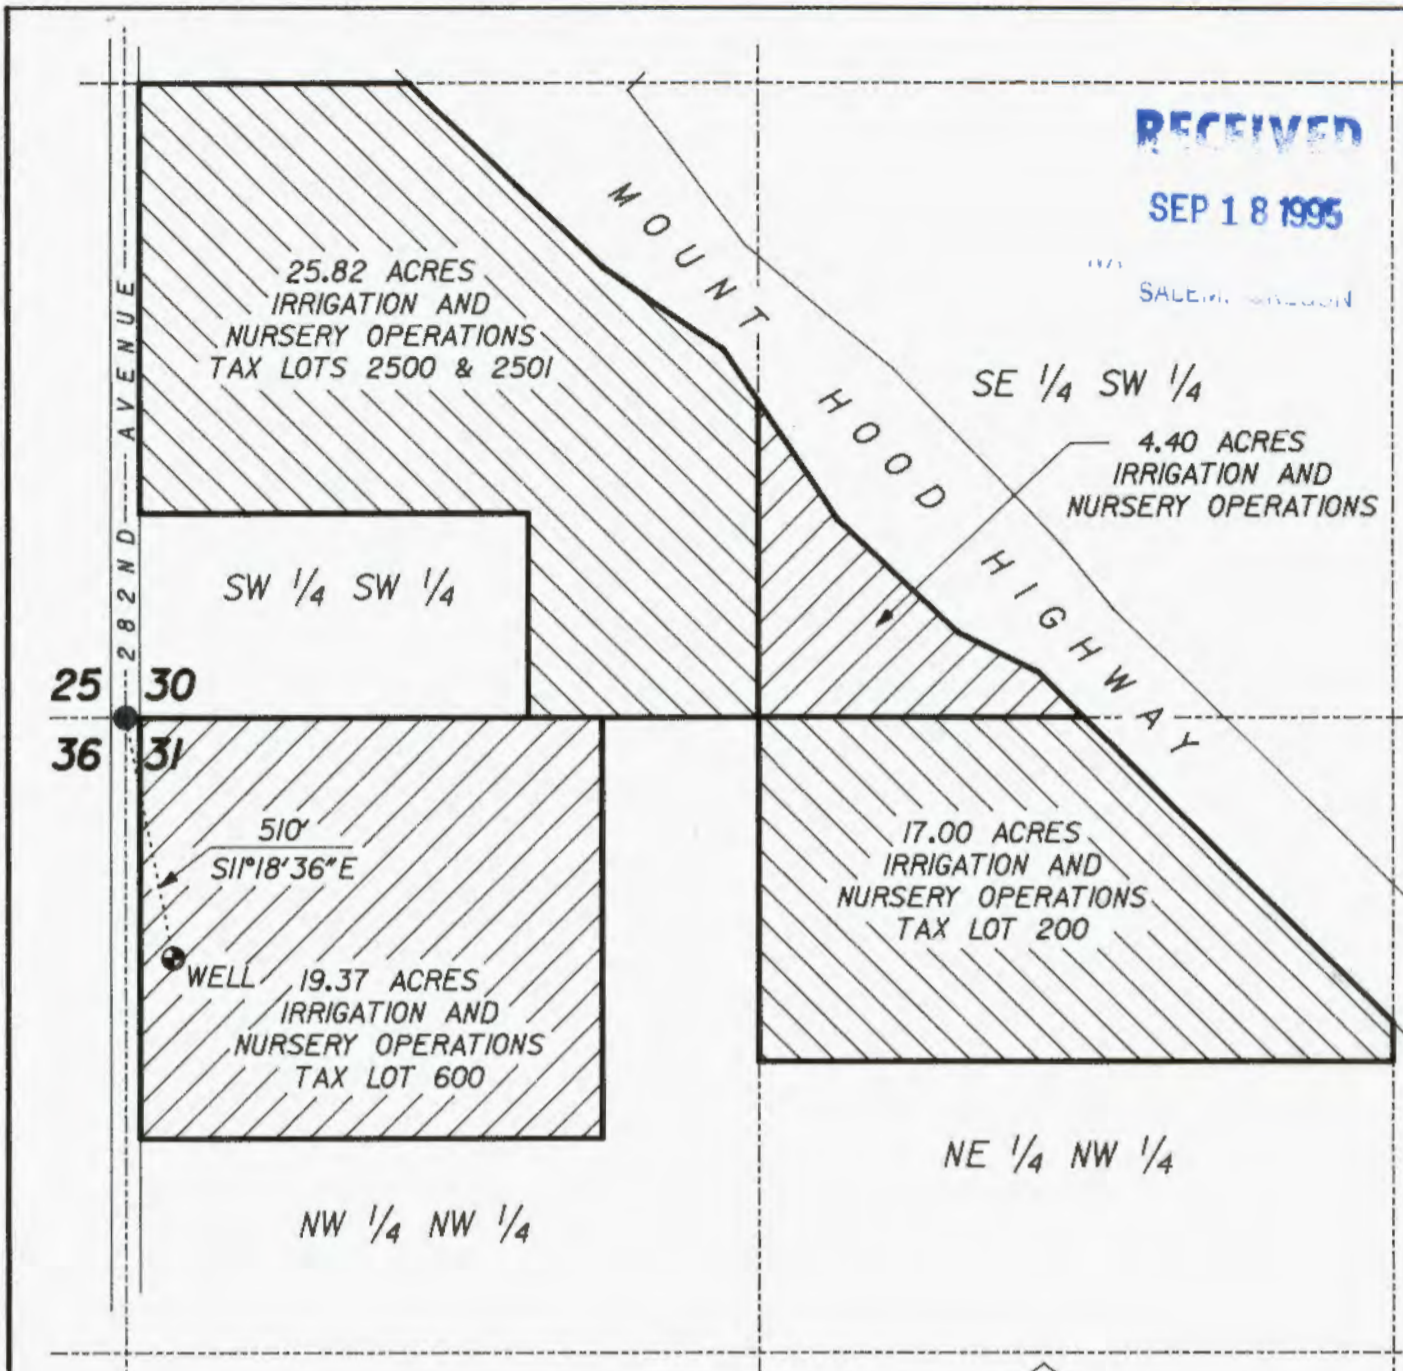 RECEIVED
SEP 18 1995
SALEM, OREGON
MOUNT HOOD HIGHWAY
282ND AVENUE
25.82 ACRES
IRRIGATION AND
NURSERY OPERATIONS
TAX LOTS 2500 & 2501
SE 1/4 SW 1/4
4.40 ACRES
IRRIGATION AND
NURSERY OPERATIONS
SW 1/4 SW 1/4
25 30
36 31
510'
S11°18'36"E
WELL
19.37 ACRES
IRRIGATION AND
NURSERY OPERATIONS
TAX LOT 600
17.00 ACRES
IRRIGATION AND
NURSERY OPERATIONS
TAX LOT 200
NE 1/4 NW 1/4
NW 1/4 NW 1/4